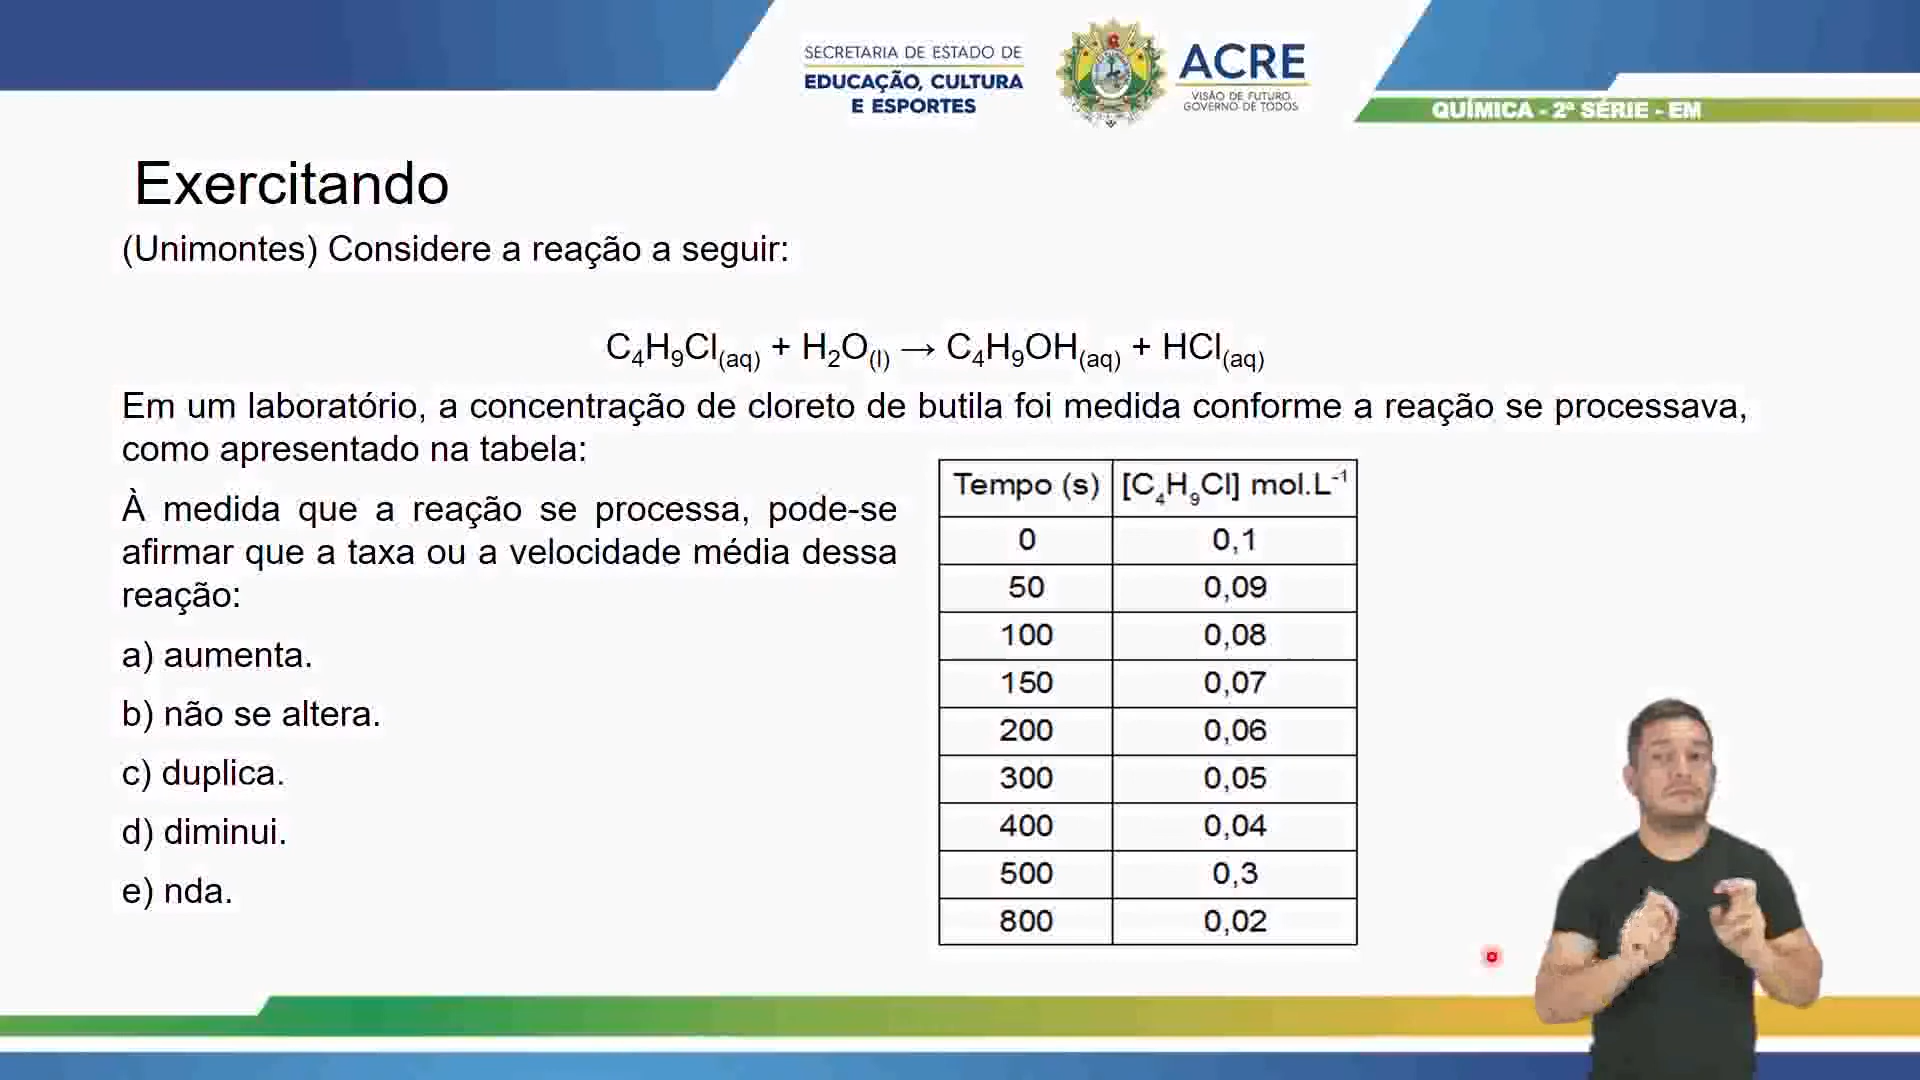 SECRETARIA DE ESTADO DE
EDUCAÇÃO, CULTURA
E ESPORTES
ACRE
VISÃO DE FUTURO,
GOVERNO DE TODOS
QUÍMICA - 2ª SÉRIE - EM
Exercitando
(Unimontes) Considere a reação a seguir:
C₄H₉Cl(aq) + H₂O(l) → C₄H₉OH(aq) + HCl(aq)
Em um laboratório, a concentração de cloreto de butila foi medida conforme a reação se processava,
como apresentado na tabela:
À medida que a reação se processa, pode-se
afirmar que a taxa ou a velocidade média dessa
reação:
a) aumenta.
b) não se altera.
c) duplica.
d) diminui.
e) nda.
Tempo (s) [C₄H₉Cl] mol.L⁻¹
0 0,1
50 0,09
100 0,08
150 0,07
200 0,06
300 0,05
400 0,04
500 0,3
800 0,02